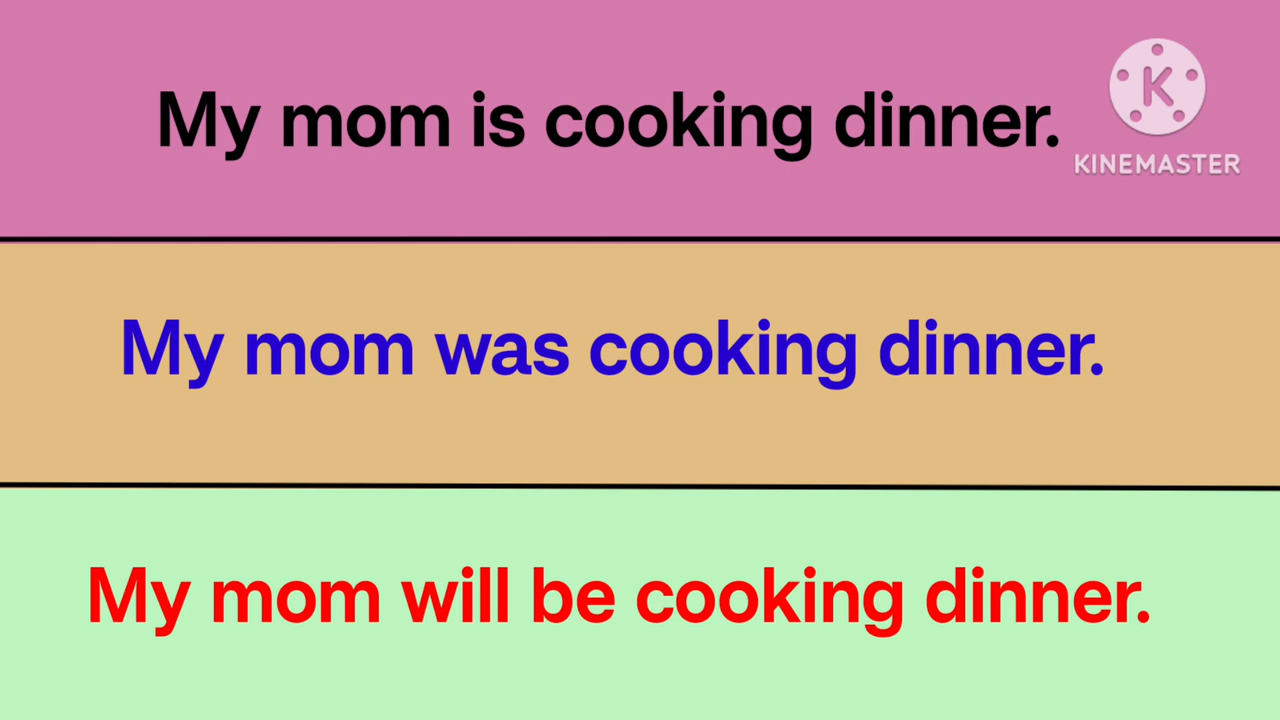 My mom is cooking dinner.
K
KINEMASTER
My mom was cooking dinner.
My mom will be cooking dinner.